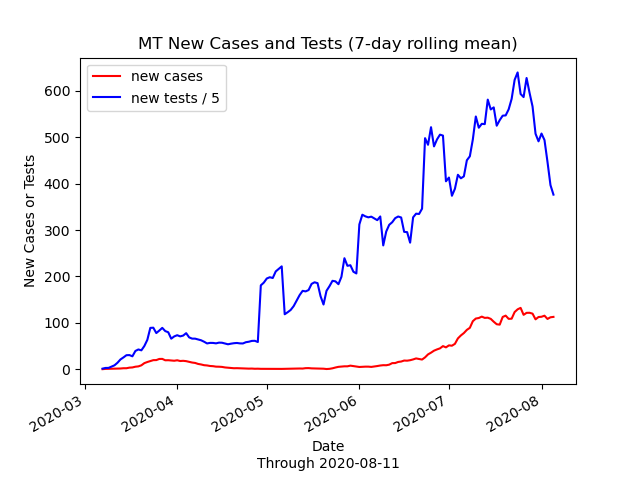 MT New Cases and Tests (7-day rolling mean)
new cases
new tests / 5
New Cases or Tests
600
500
400
300
200
100
0
2020-03
2020-04
2020-05
2020-06
2020-07
2020-08
Date
Through 2020-08-11